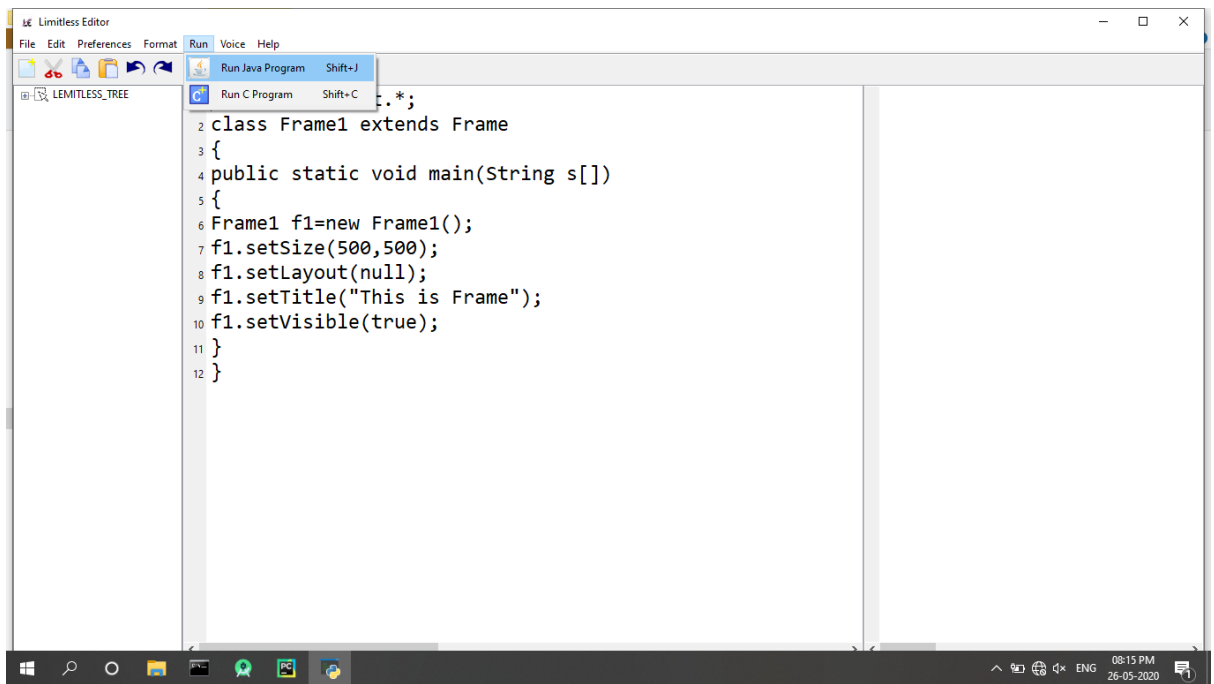 LE Limitless Editor
File Edit Preferences Format Run Voice Help
Run Java Program Shift+J
Run C Program Shift+C
LEMITLESS_TREE
t.*;
2 class Frame1 extends Frame
3 {
4 public static void main(String s[])
5 {
6 Frame1 f1=new Frame1();
7 f1.setSize(500,500);
8 f1.setLayout(null);
9 f1.setTitle("This is Frame");
10 f1.setVisible(true);
11 }
12 }
PC
ENG
08:15 PM
26-05-2020
1